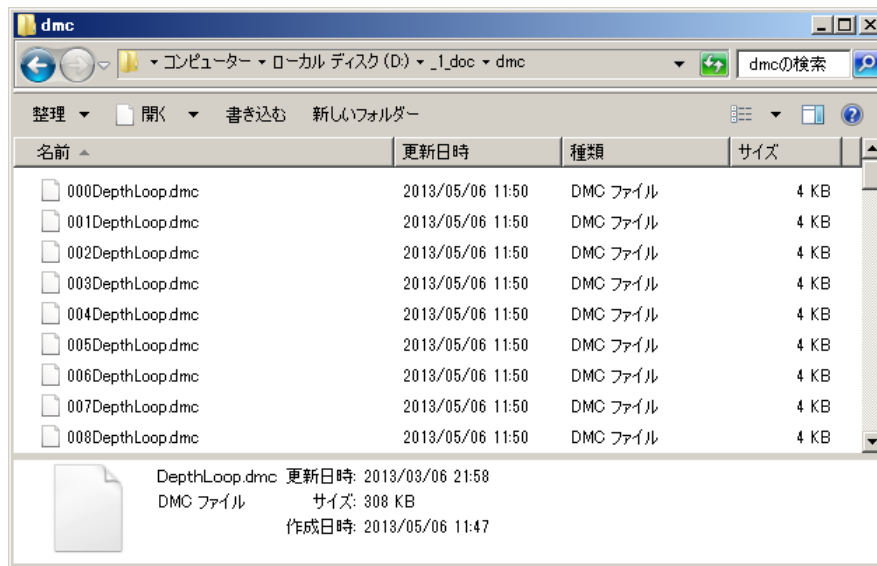 dmc
コンピューター ▾ ローカル ディスク (D:) ▾ _1_doc ▾ dmc
dmcの検索
整理 ▼ 開く ▼ 書き込む 新しいフォルダー
名前 更新日時 種類 サイズ
000DepthLoop.dmc 2013/05/06 11:50 DMC ファイル 4 KB
001DepthLoop.dmc 2013/05/06 11:50 DMC ファイル 4 KB
002DepthLoop.dmc 2013/05/06 11:50 DMC ファイル 4 KB
003DepthLoop.dmc 2013/05/06 11:50 DMC ファイル 4 KB
004DepthLoop.dmc 2013/05/06 11:50 DMC ファイル 4 KB
005DepthLoop.dmc 2013/05/06 11:50 DMC ファイル 4 KB
006DepthLoop.dmc 2013/05/06 11:50 DMC ファイル 4 KB
007DepthLoop.dmc 2013/05/06 11:50 DMC ファイル 4 KB
008DepthLoop.dmc 2013/05/06 11:50 DMC ファイル 4 KB
DepthLoop.dmc 更新日時: 2013/03/06 21:58
DMC ファイル サイズ: 308 KB
作成日時: 2013/05/06 11:47